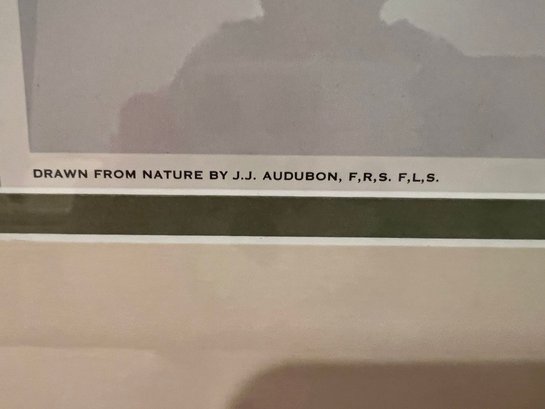 DRAWN FROM NATURE BY J.J. AUDUBON, F,R,S. F,L,S.